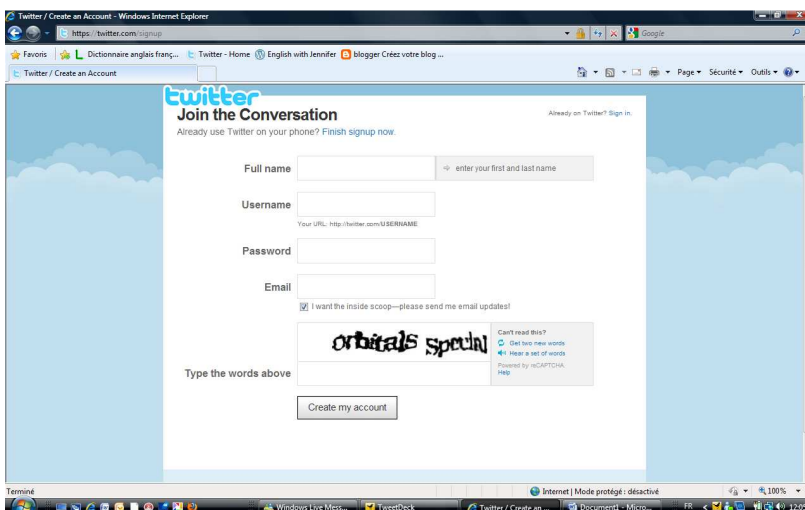 Twitter / Create an Account - Windows Internet Explorer
https://twitter.com/signup
Google
Favoris L Dictionnaire anglais franç... Twitter - Home English with Jennifer blogger Créez votre blog ...
Twitter / Create an Account
Page Sécurité Outils
twitter
Join the Conversation
Already on Twitter? Sign in.
Already use Twitter on your phone? Finish signup now.
Full name
enter your first and last name
Username
Your URL: http://twitter.com/USERNAME
Password
Email
I want the inside scoop—please send me email updates!
orbitals special
Can't read this?
Get two new words
Hear a set of words
Powered by reCAPTCHA.
Help
Type the words above
Create my account
Terminé
Internet | Mode protégé : désactivé
100%
Windows Live Mess...
TweetDeck
Twitter / Create an ...
Document1 - Micro...
FR